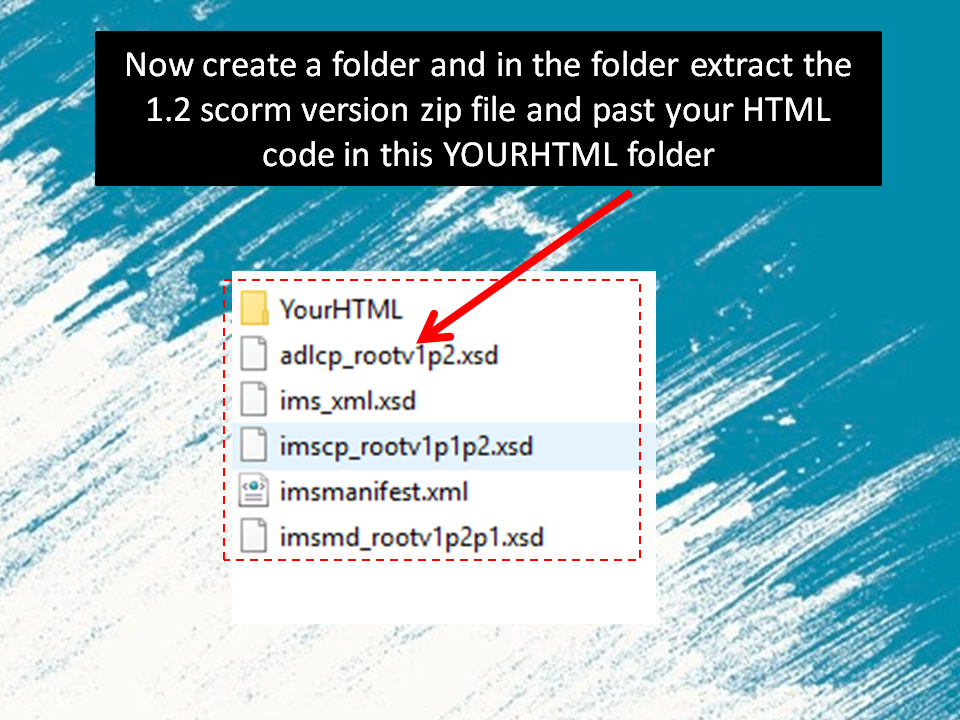 Now create a folder and in the folder extract the
1.2 scorm version zip file and past your HTML
code in this YOURHTML folder
YourHTML
adlcp_rootv1p2.xsd
ims_xml.xsd
imscp_rootv1p1p2.xsd
imsmanifest.xml
imsmd_rootv1p2p1.xsd